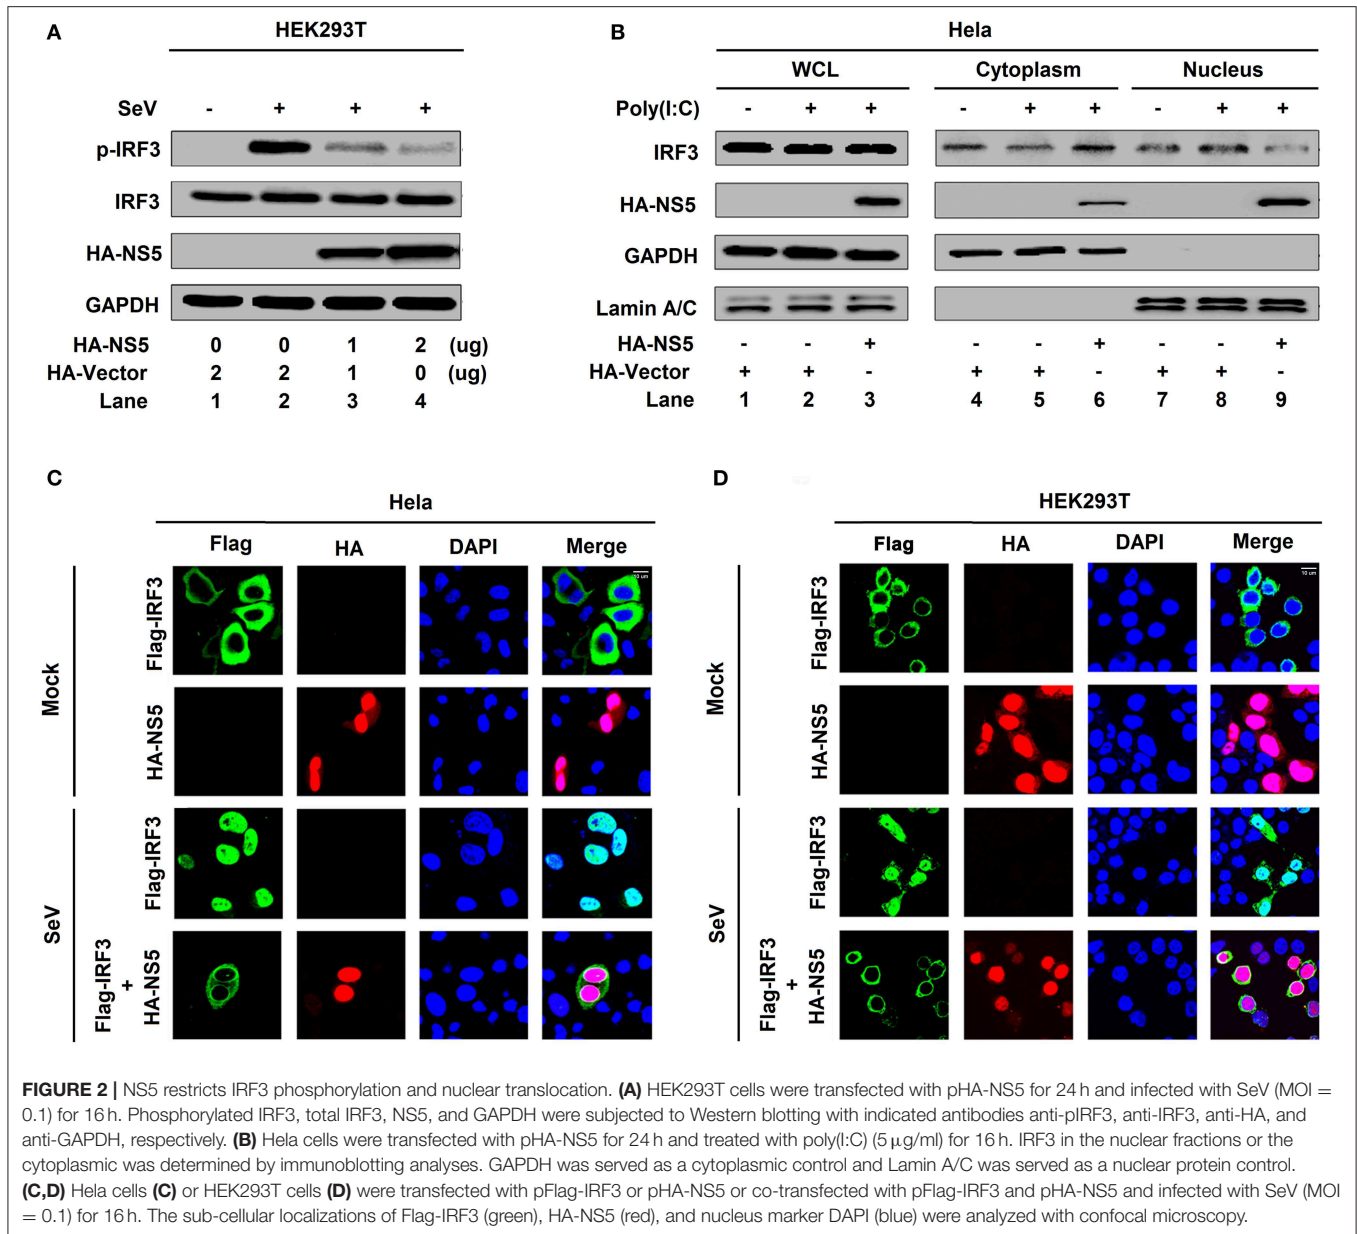 A
HEK293T
SeV - + + +
p-IRF3
IRF3
HA-NS5
GAPDH
HA-NS5 0 0 1 2 (ug)
HA-Vector 2 2 1 0 (ug)
Lane 1 2 3 4
B
Hela
WCL Cytoplasm Nucleus
Poly(I:C) - + + - + + - + +
IRF3
HA-NS5
GAPDH
Lamin A/C
HA-NS5 - - + - - + - - +
HA-Vector + + - + + - + + -
Lane 1 2 3 4 5 6 7 8 9
C
Hela
Flag HA DAPI Merge
10 um
Mock
Flag-IRF3
HA-NS5
SeV
Flag-IRF3
Flag-IRF3
+
HA-NS5
D
HEK293T
Flag HA DAPI Merge
10 um
Mock
Flag-IRF3
HA-NS5
SeV
Flag-IRF3
Flag-IRF3
+
HA-NS5
FIGURE 2 | NS5 restricts IRF3 phosphorylation and nuclear translocation. (A) HEK293T cells were transfected with pHA-NS5 for 24 h and infected with SeV (MOI =
0.1) for 16 h. Phosphorylated IRF3, total IRF3, NS5, and GAPDH were subjected to Western blotting with indicated antibodies anti-pIRF3, anti-IRF3, anti-HA, and
anti-GAPDH, respectively. (B) Hela cells were transfected with pHA-NS5 for 24 h and treated with poly(I:C) (5 μg/ml) for 16 h. IRF3 in the nuclear fractions or the
cytoplasmic was determined by immunoblotting analyses. GAPDH was served as a cytoplasmic control and Lamin A/C was served as a nuclear protein control.
(C,D) Hela cells (C) or HEK293T cells (D) were transfected with pFlag-IRF3 or pHA-NS5 or co-transfected with pFlag-IRF3 and pHA-NS5 and infected with SeV (MOI
= 0.1) for 16 h. The sub-cellular localizations of Flag-IRF3 (green), HA-NS5 (red), and nucleus marker DAPI (blue) were analyzed with confocal microscopy.